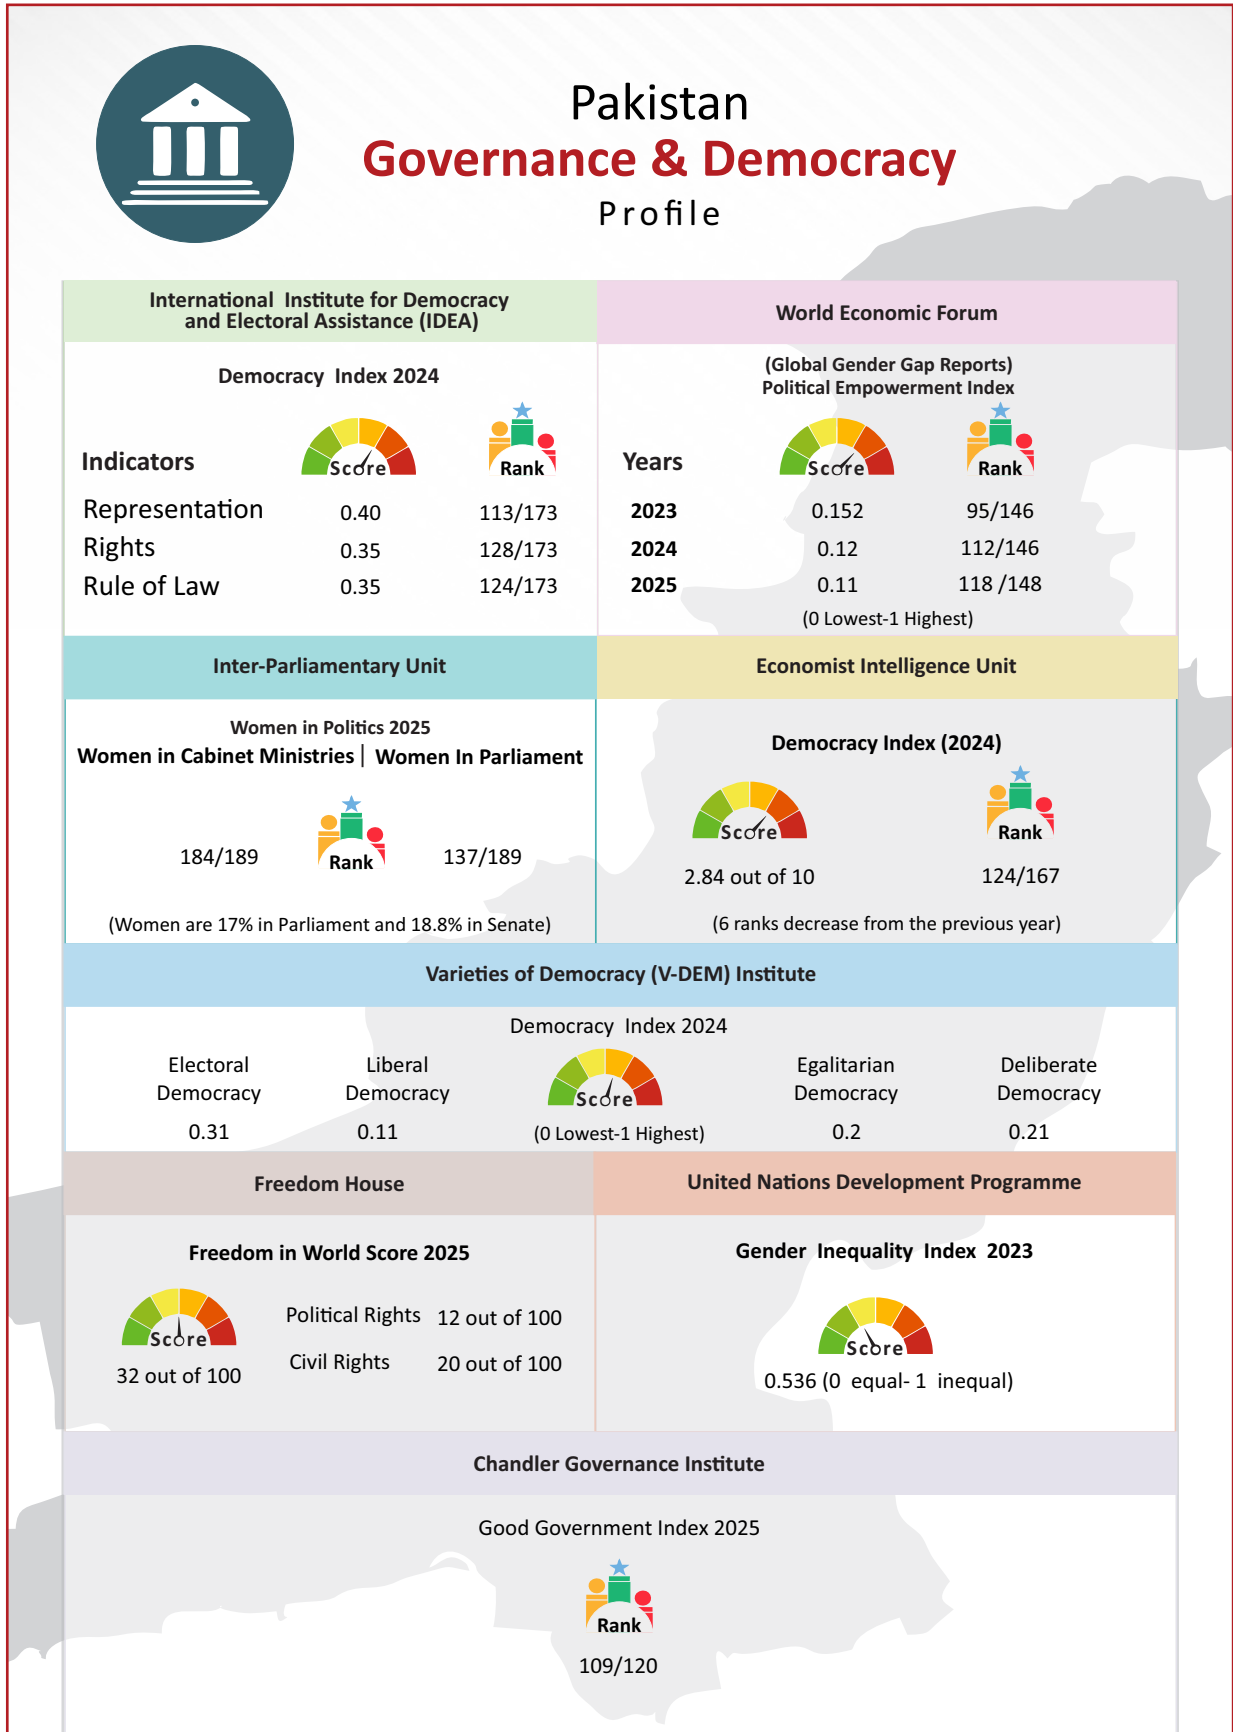 Pakistan
Governance & Democracy
Profile
International Institute for Democracy
and Electoral Assistance (IDEA)
Democracy Index 2024
Indicators
Score
Rank
Representation 0.40 113/173
Rights 0.35 128/173
Rule of Law 0.35 124/173
World Economic Forum
(Global Gender Gap Reports)
Political Empowerment Index
Years
Score
Rank
2023 0.152 95/146
2024 0.12 112/146
2025 0.11 118 /148
(0 Lowest-1 Highest)
Inter-Parliamentary Unit
Women in Politics 2025
Women in Cabinet Ministries | Women In Parliament
184/189 Rank 137/189
(Women are 17% in Parliament and 18.8% in Senate)
Economist Intelligence Unit
Democracy Index (2024)
Score
Rank
2.84 out of 10 124/167
(6 ranks decrease from the previous year)
Varieties of Democracy (V-DEM) Institute
Democracy Index 2024
Electoral
Democracy
0.31
Liberal
Democracy
0.11
Score
(0 Lowest-1 Highest)
Egalitarian
Democracy
0.2
Deliberate
Democracy
0.21
Freedom House
Freedom in World Score 2025
Score
32 out of 100
Political Rights 12 out of 100
Civil Rights 20 out of 100
United Nations Development Programme
Gender Inequality Index 2023
Score
0.536 (0 equal- 1 inequal)
Chandler Governance Institute
Good Government Index 2025
Rank
109/120